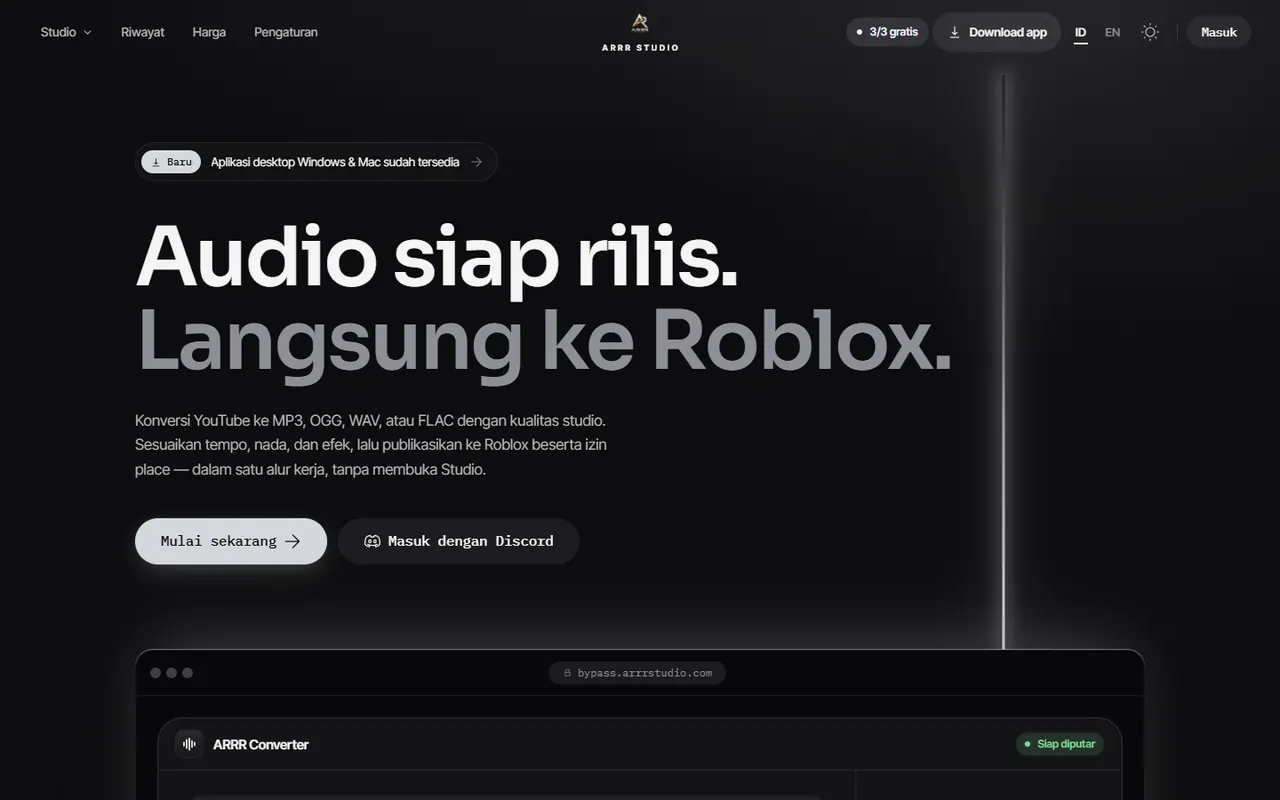 Studio
Riwayat
Harga
Pengaturan
ARRR STUDIO
3/3 gratis
Download app
ID
EN
Masuk
Baru
Aplikasi desktop Windows & Mac sudah tersedia
Audio siap rilis.
Langsung ke Roblox.
Konversi YouTube ke MP3, OGG, WAV, atau FLAC dengan kualitas studio.
Sesuaikan tempo, nada, dan efek, lalu publikasikan ke Roblox beserta izin
place — dalam satu alur kerja, tanpa membuka Studio.
Mulai sekarang
Masuk dengan Discord
bypass.arrrstudio.com
ARRR Converter
Siap diputar